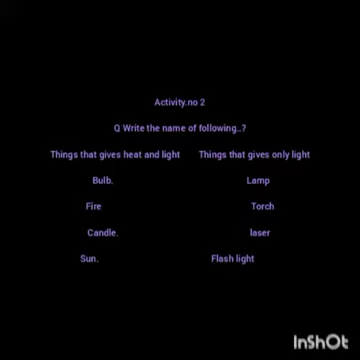 Activity.no 2
Q Write the name of following..?
Things that gives heat and light Things that gives only light
Bulb. Lamp
Fire Torch
Candle. laser
Sun. Flash light
InShOt